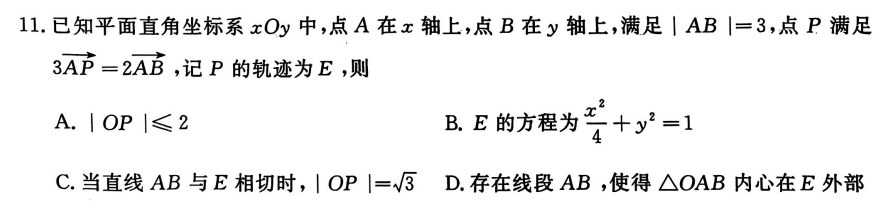 11. 已知平面直角坐标系 xOy 中,点 A 在 x 轴上,点 B 在 y 轴上,满足 | AB |=3,点 P 满足
3\overrightarrow{AP}=2\overrightarrow{AB} ,记 P 的轨迹为 E ,则
A. | OP |≤2 B. E 的方程为 \frac{x^2}{4}+y^2=1
C. 当直线 AB 与 E 相切时, | OP |=√3 D. 存在线段 AB ,使得 △OAB 内心在 E 外部